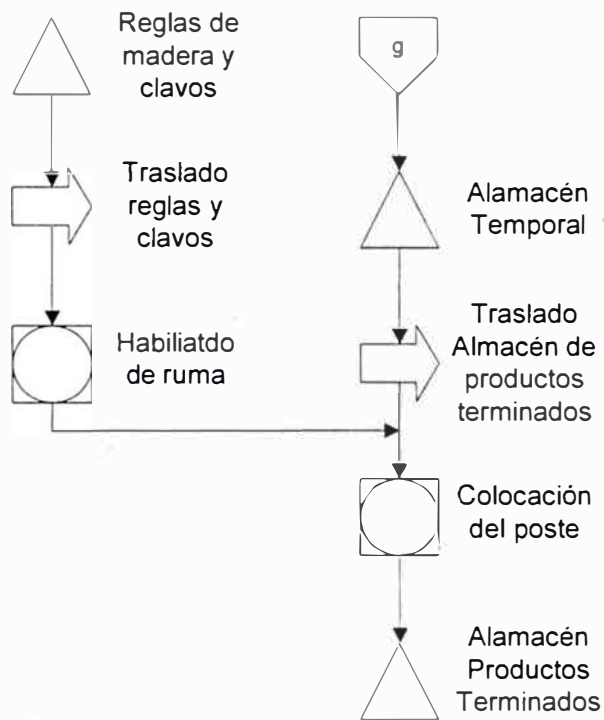 Reglas de
madera y
clavos
Traslado
reglas y
clavos
Habiliatdo
de ruma
g
Alamacén
Temporal
Traslado
Almacén de
productos
terminados
Colocación
del poste
Alamacén
Productos
Terminados